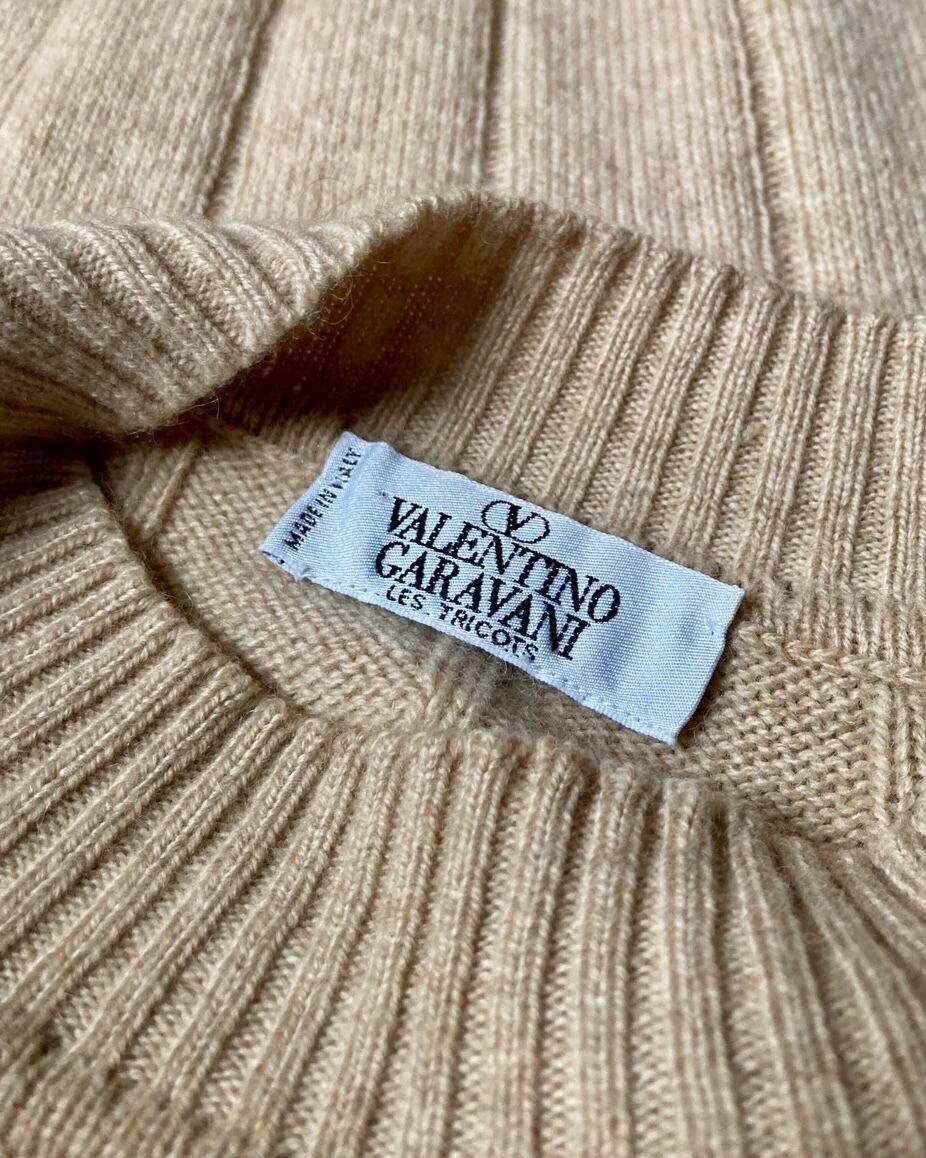 MADE IN ITALY
V
VALENTINO
GARAVANI
LES TRICOTS